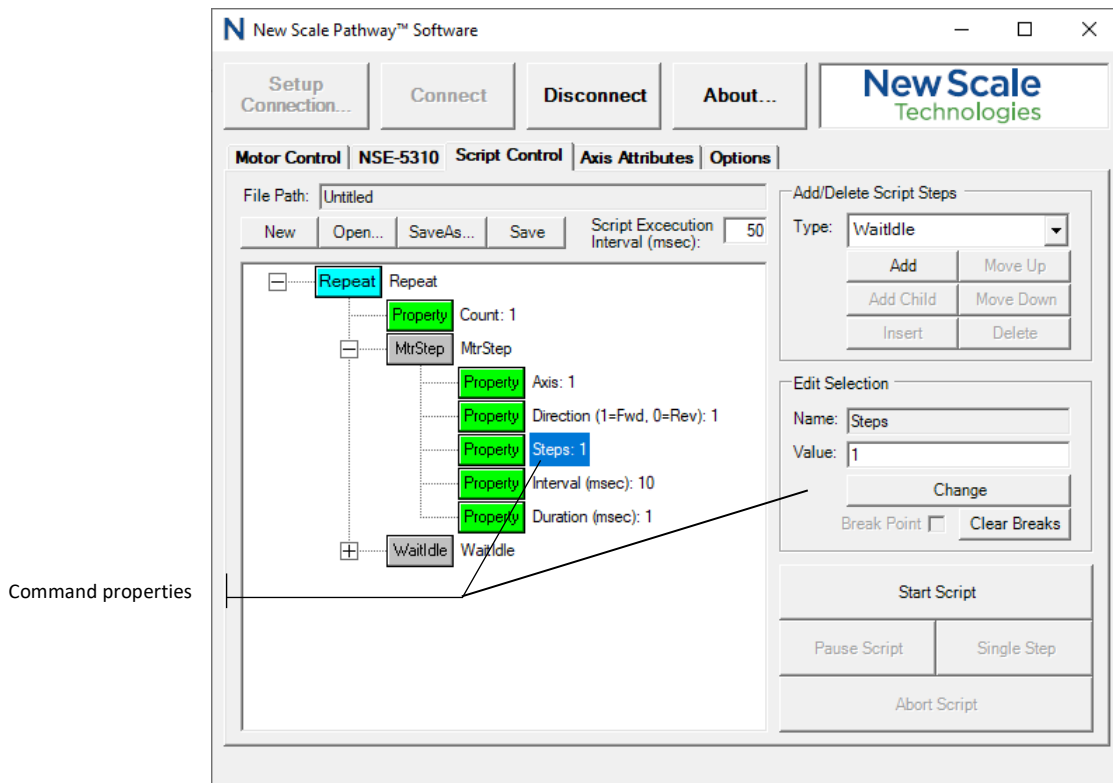 N New Scale Pathway™ Software
Setup
Connection...
Connect
Disconnect
About...
New Scale
Technologies
Motor Control
NSE-5310
Script Control
Axis Attributes
Options
File Path:
Untitled
New
Open...
SaveAs...
Save
Script Excecution
Interval (msec):
50
Repeat
Repeat
Property
Count: 1
MtrStep
MtrStep
Property
Axis: 1
Property
Direction (1=Fwd, 0=Rev): 1
Property
Steps: 1
Property
Interval (msec): 10
Property
Duration (msec): 1
WaitIdle
WaitIdle
Add/Delete Script Steps
Type:
WaitIdle
Add
Move Up
Add Child
Move Down
Insert
Delete
Edit Selection
Name:
Steps
Value:
1
Change
Break Point
Clear Breaks
Start Script
Pause Script
Single Step
Abort Script
Command properties